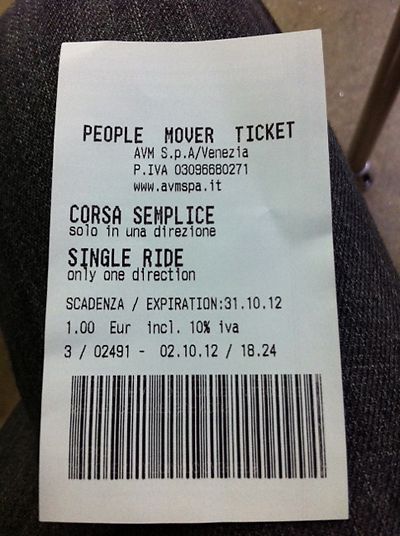 PEOPLE MOVER TICKET
AVM S.p.A/Venezia
P.IVA 03096680271
www.avmspa.it
CORSA SEMPLICE
solo in una direzione
SINGLE RIDE
only one direction
SCADENZA / EXPIRATION:31.10.12
1.00 Eur incl. 10% iva
3 / 02491 - 02.10.12 / 18.24